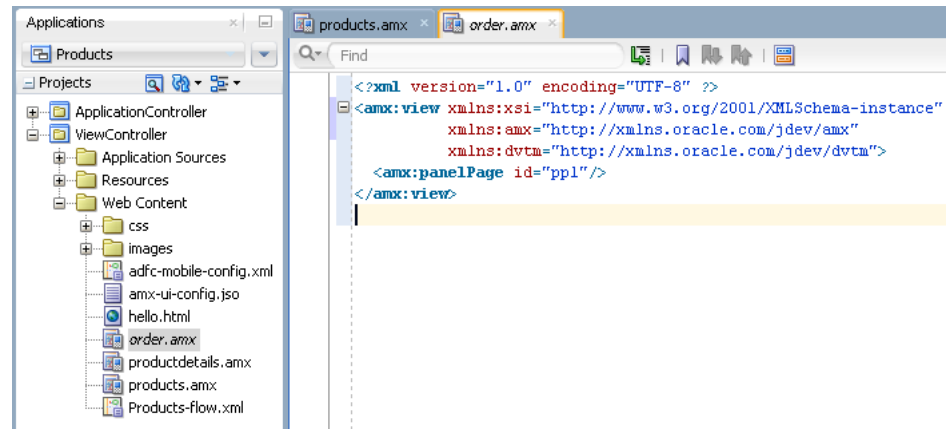 Applications
Products
Projects
ApplicationController
ViewController
Application Sources
Resources
Web Content
css
images
adfc-mobile-config.xml
amx-ui-config.jso
hello.html
order.amx
productdetails.amx
products.amx
Products-flow.xml
products.amx
order.amx
Find
<?xml version="1.0" encoding="UTF-8" ?>
<amx:view xmlns:xsi="http://www.w3.org/2001/XMLSchema-instance"
xmlns:amx="http://xmlns.oracle.com/jdev/amx"
xmlns:dvtm="http://xmlns.oracle.com/jdev/dvtm">
<amx:panelPage id="pp1"/>
</amx:view>